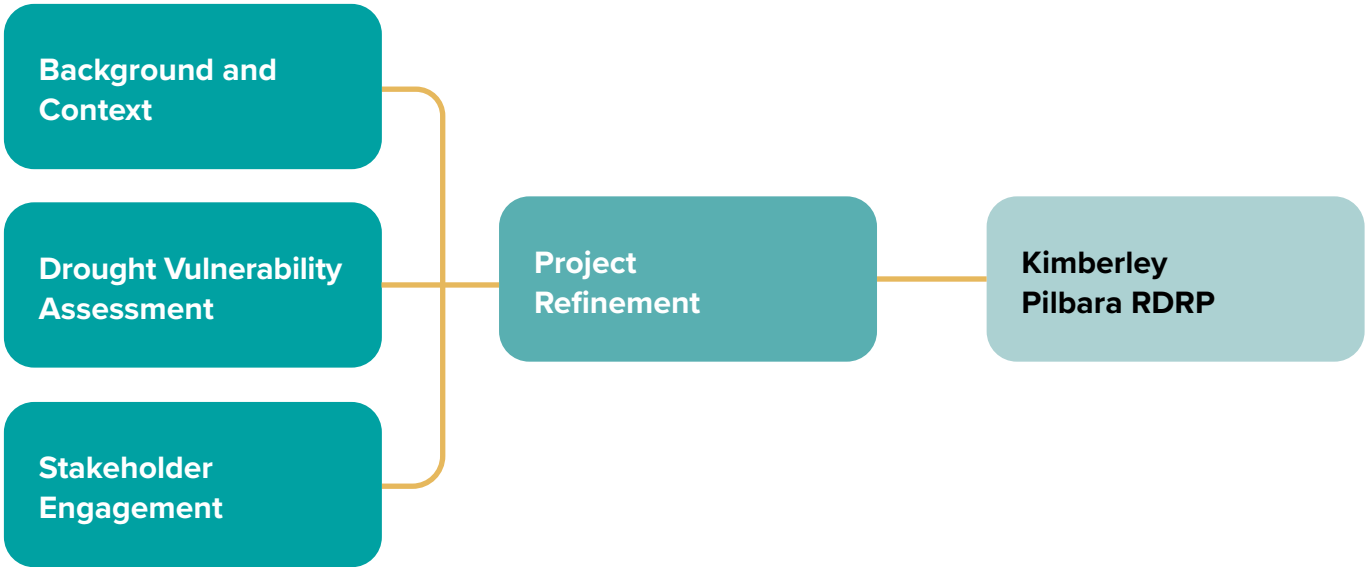 Background and
Context
Drought Vulnerability
Assessment
Stakeholder
Engagement
Project
Refinement
Kimberley
Pilbara RDRP